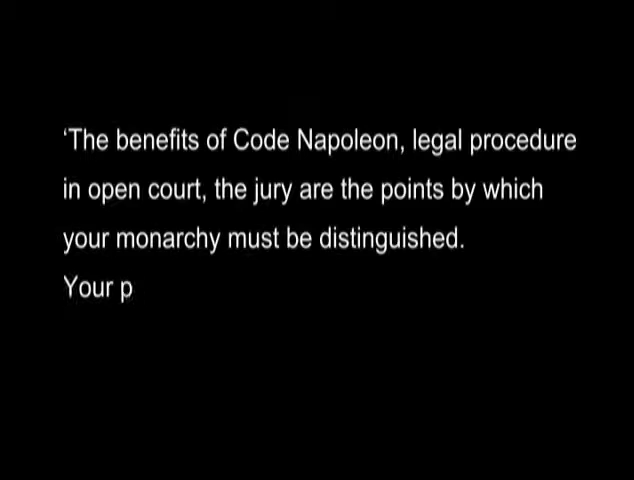 ‘The benefits of Code Napoleon, legal procedure
in open court, the jury are the points by which
your monarchy must be distinguished.
Your p